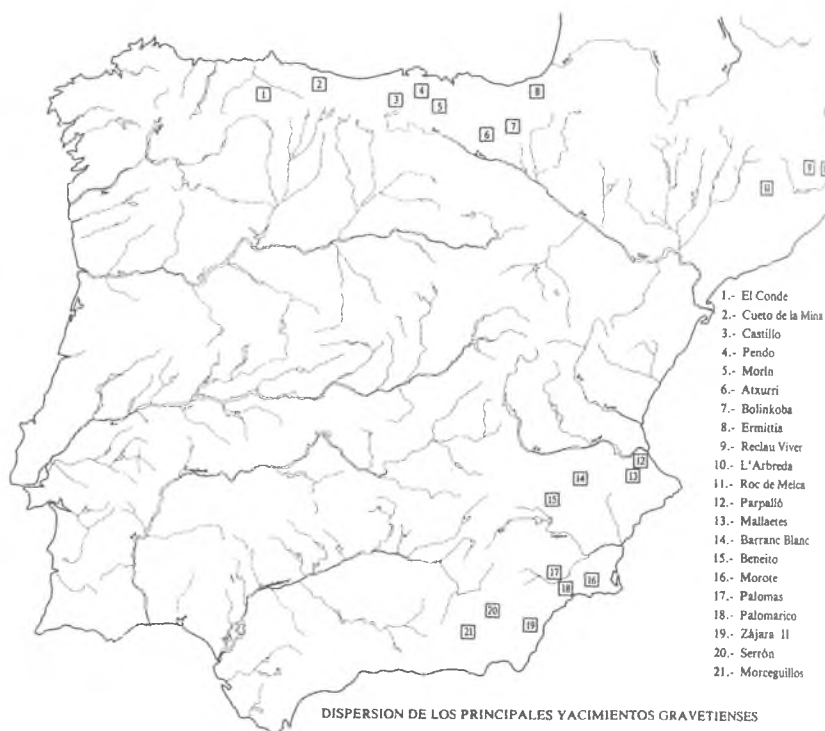 1
2
3
4
5
6
7
8
9
11
12
13
14
15
16
17
18
19
20
21
1.- El Conde
2.- Cueto de la Mina
3.- Castillo
4.- Pendo
5.- Morín
6.- Atxurri
7.- Bolinkoba
8.- Ermittia
9.- Reclau Viver
10.- L'Arbreda
11.- Roc de Melca
12.- Parpalló
13.- Mallaetes
14.- Barranc Blanc
15.- Beneito
16.- Morote
17.- Palomas
18.- Palomarico
19.- Zájara II
20.- Serrón
21.- Morceguillos
DISPERSION DE LOS PRINCIPALES YACIMIENTOS GRAVETIENSES